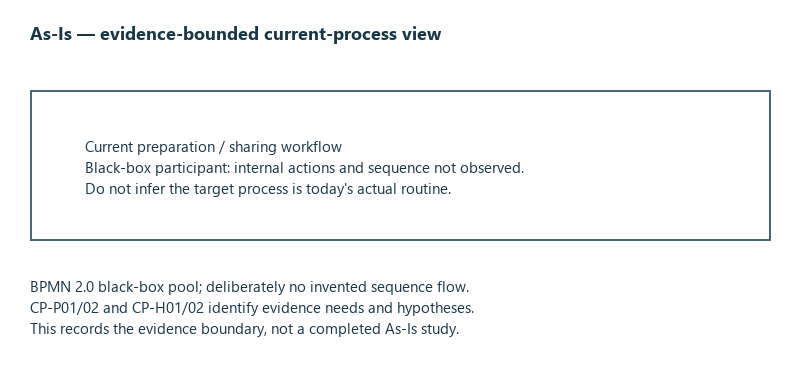 As-Is — evidence-bounded current-process view
Current preparation / sharing workflow
Black-box participant: internal actions and sequence not observed.
Do not infer the target process is today's actual routine.
BPMN 2.0 black-box pool; deliberately no invented sequence flow.
CP-P01/02 and CP-H01/02 identify evidence needs and hypotheses.
This records the evidence boundary, not a completed As-Is study.